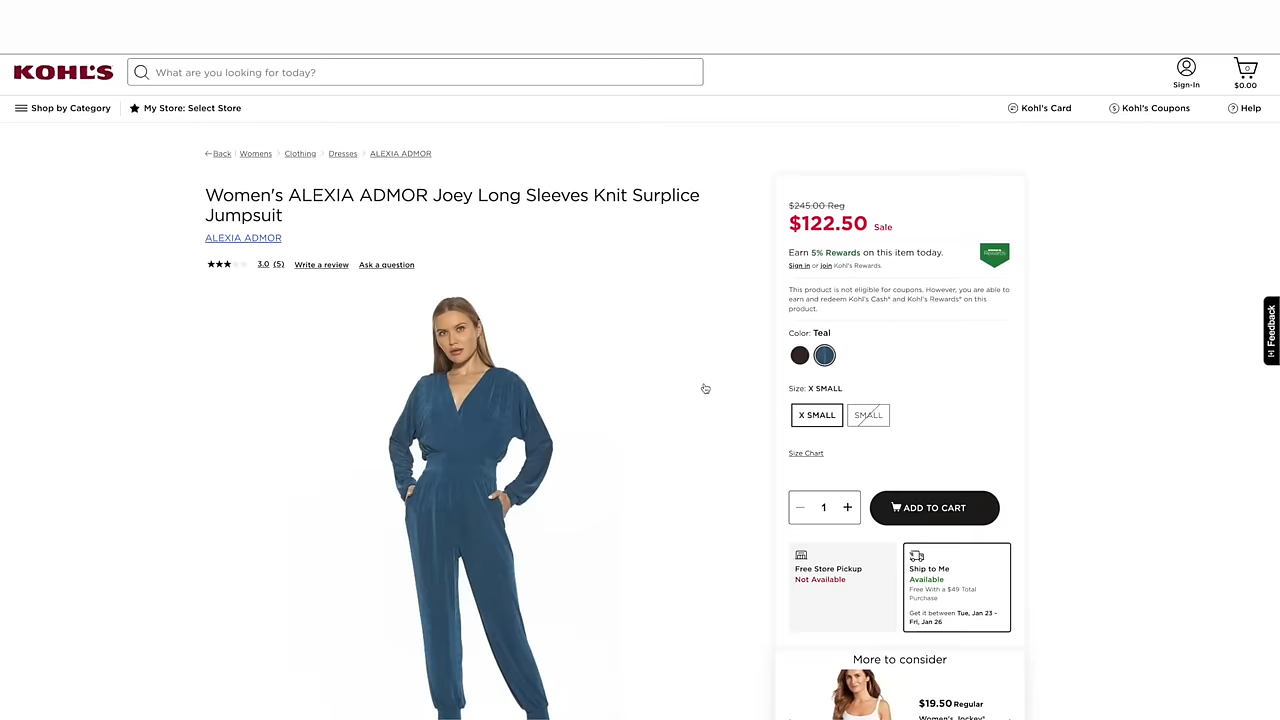 KOHL'S
What are you looking for today?
Sign-In
0
$0.00
Shop by Category
My Store: Select Store
Kohl's Card
$ Kohl's Coupons
? Help
Back
Womens
Clothing
Dresses
ALEXIA ADMOR
Women's ALEXIA ADMOR Joey Long Sleeves Knit Surplice
Jumpsuit
ALEXIA ADMOR
3.0 (5) Write a review Ask a question
$245.00 Reg
$122.50 Sale
Earn 5% Rewards on this item today.
Sign in or join Kohl's Rewards.
This product is not eligible for coupons. However, you are able to
earn and redeem Kohl's Cash® and Kohl's Rewards® on this
product.
Color: Teal
Size: X SMALL
X SMALL
SMALL
Size Chart
1
ADD TO CART
Free Store Pickup
Not Available
Ship to Me
Available
Free With a $49 Total
Purchase
Get it between Tue, Jan 23 -
Fri, Jan 26
More to consider
$19.50 Regular
Women's Jockey®
Feedback